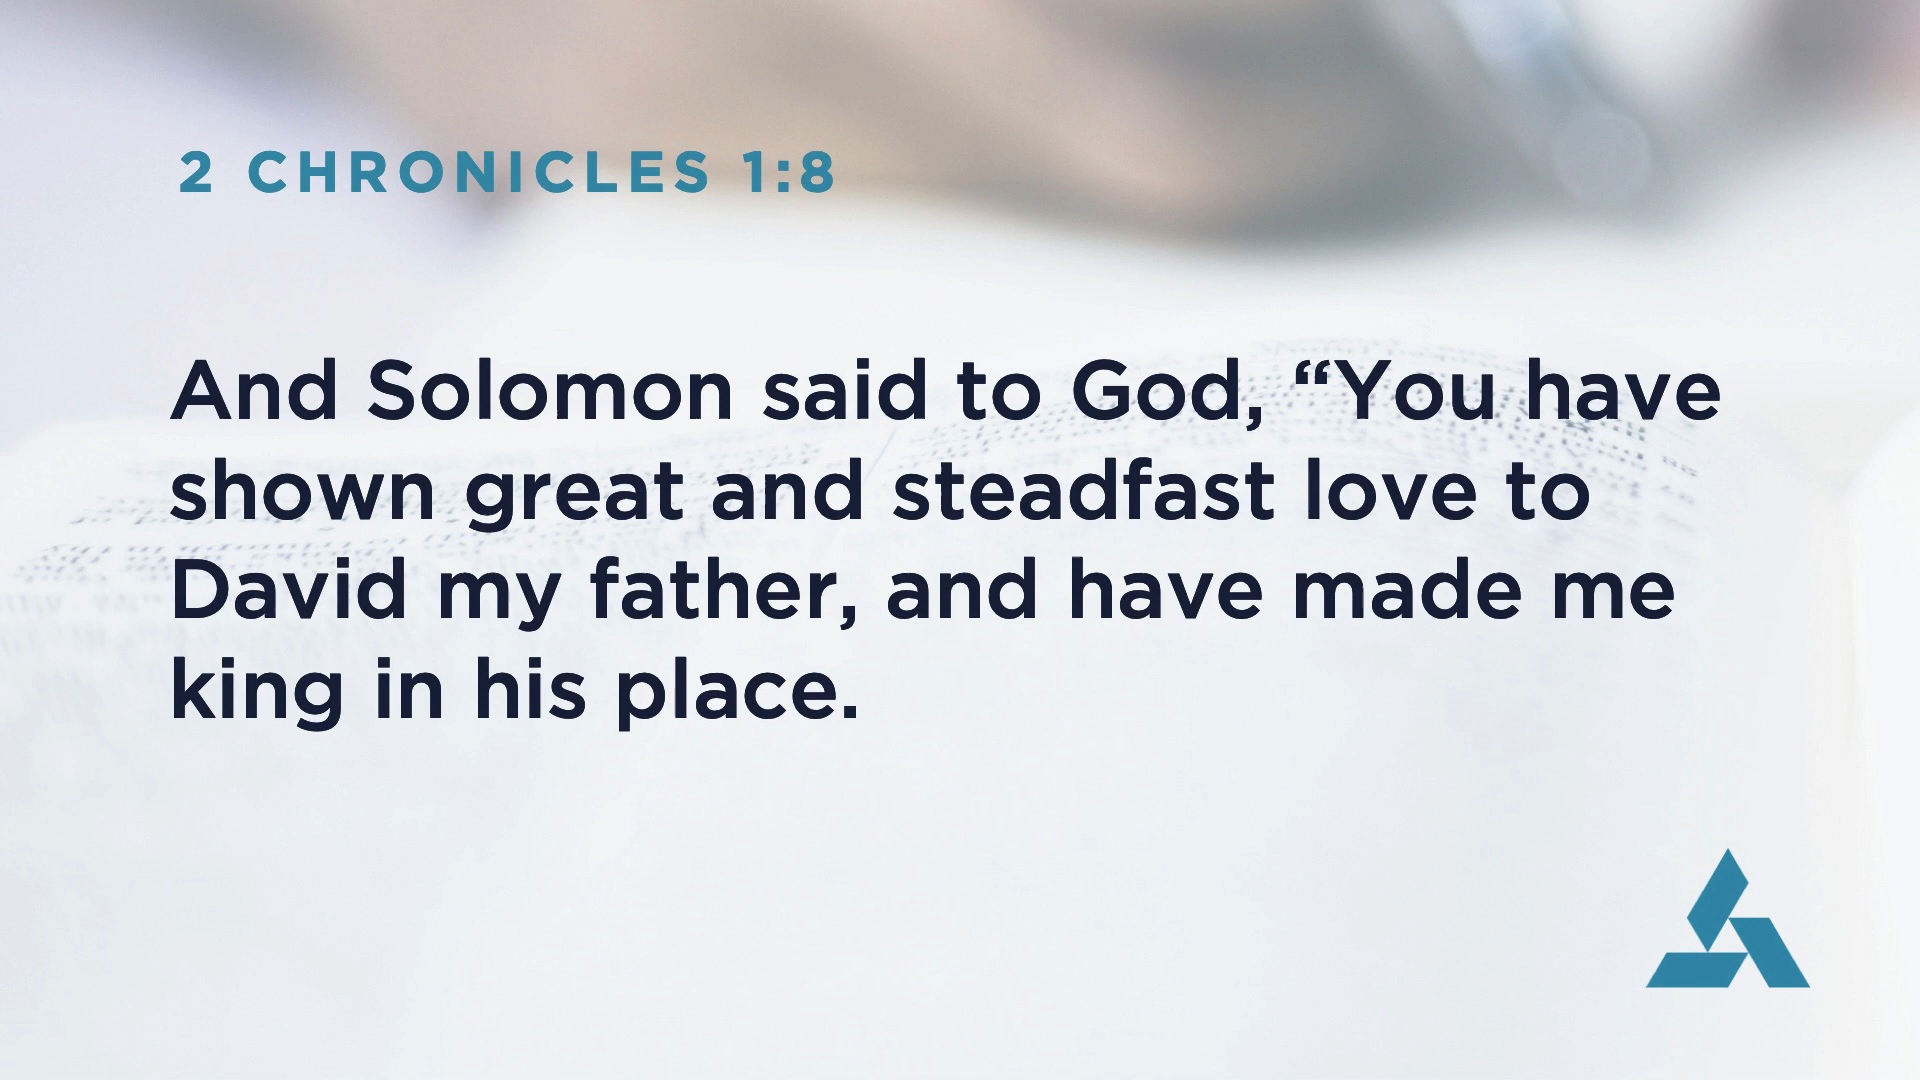 2 CHRONICLES 1:8
And Solomon said to God, “You have
shown great and steadfast love to
David my father, and have made me
king in his place.